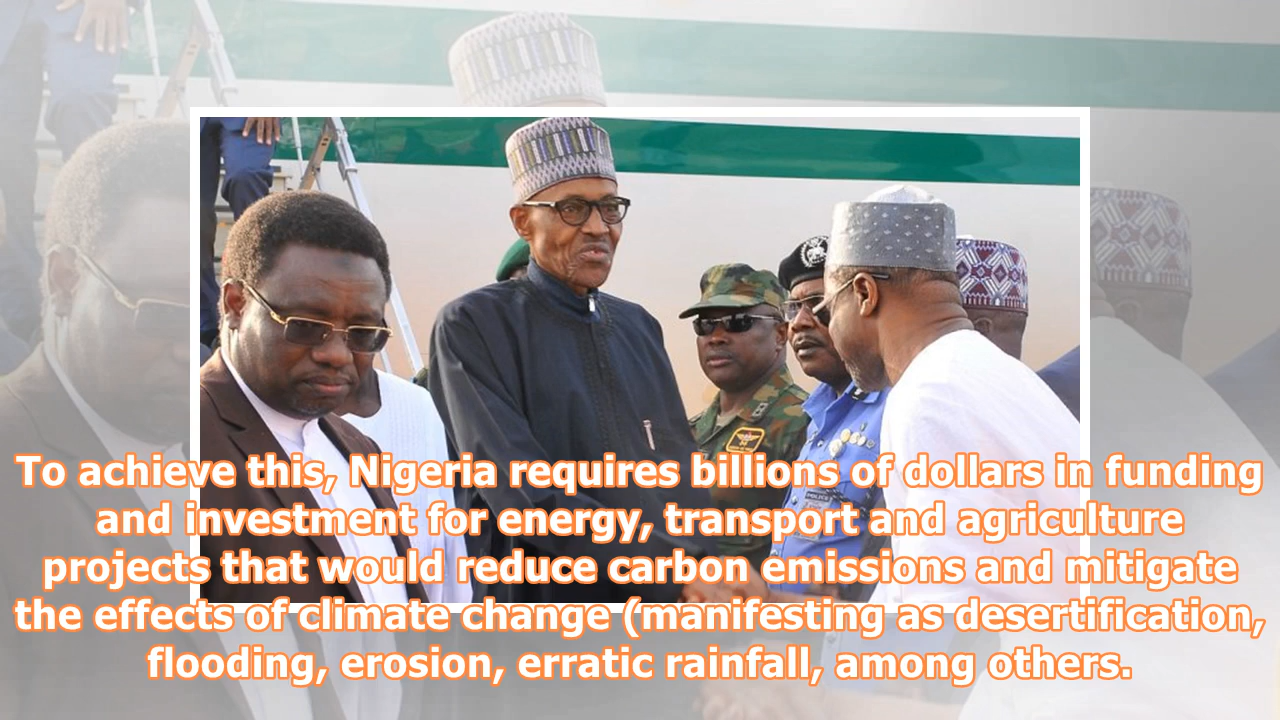 To achieve this, Nigeria requires billions of dollars in funding
and investment for energy, transport and agriculture
projects that would reduce carbon emissions and mitigate
the effects of climate change (manifesting as desertification,
flooding, erosion, erratic rainfall, among others.
POLICE